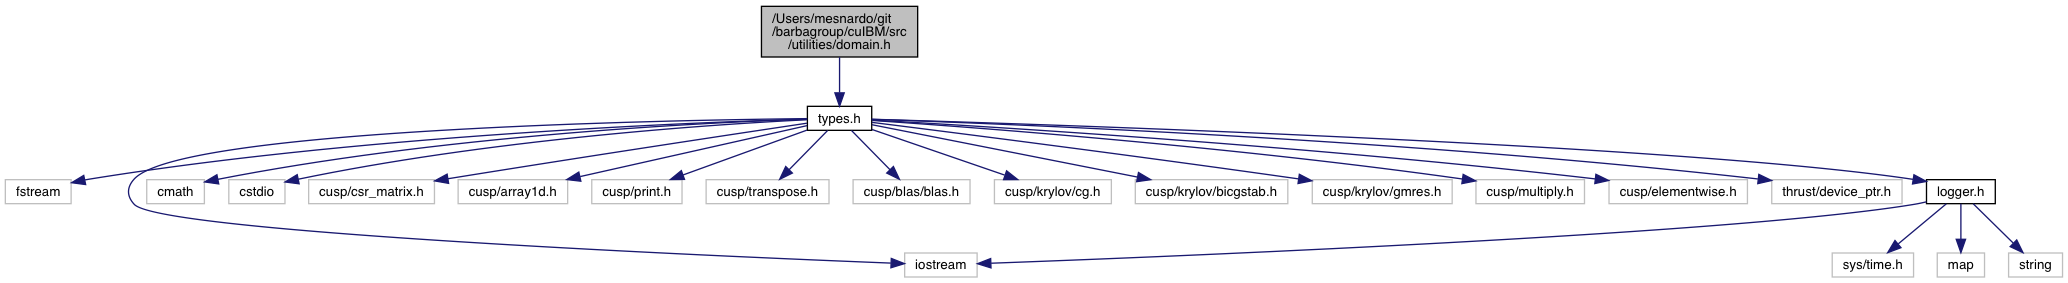 /Users/mesnardo/git
/barbagroup/cuIBM/src
/utilities/domain.h
types.h
fstream
cmath
cstdio
cusp/csr_matrix.h
cusp/array1d.h
cusp/print.h
cusp/transpose.h
cusp/blas/blas.h
cusp/krylov/cg.h
cusp/krylov/bicgstab.h
cusp/krylov/gmres.h
cusp/multiply.h
cusp/elementwise.h
thrust/device_ptr.h
logger.h
iostream
sys/time.h
map
string